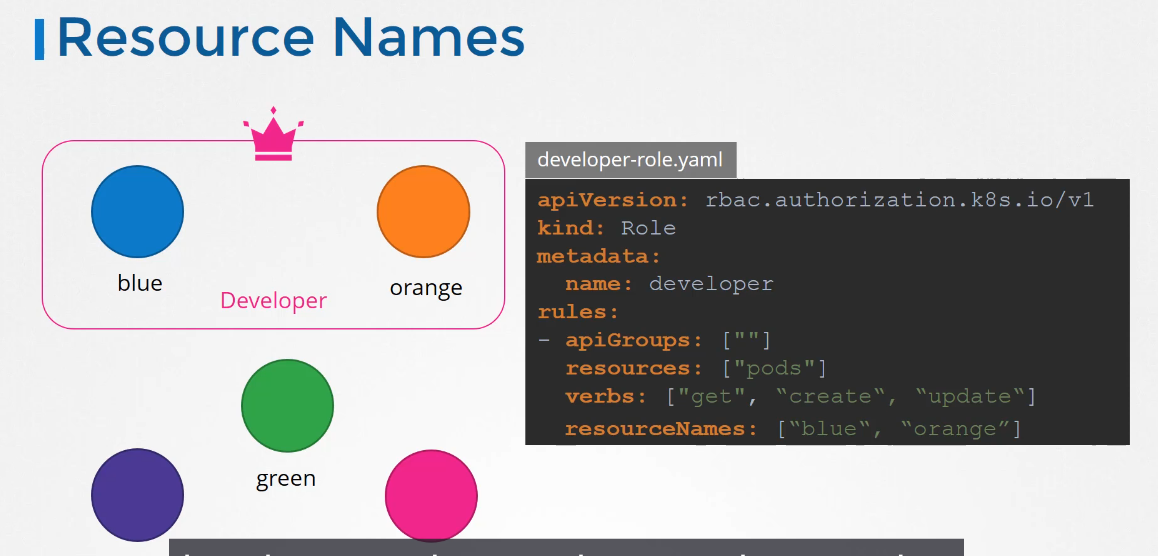 Resource Names
blue
orange
Developer
green
developer-role.yaml
apiVersion: rbac.authorization.k8s.io/v1
kind: Role
metadata:
  name: developer
rules:
- apiGroups: [""]
  resources: ["pods"]
  verbs: ["get", “create“, “update“]
  resourceNames: [“blue“, “orange”]